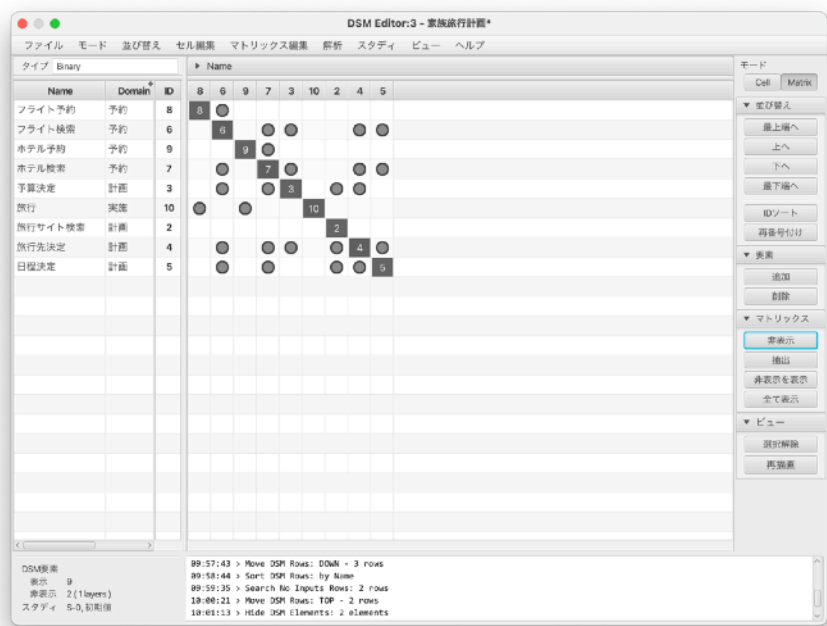 DSM Editor:3 - 家族旅行計画*
ファイル モード 並び替え セル編集 マトリックス編集 解析 スタディ ビュー ヘルプ
タイプ Binary
▶ Name
Name Domain ID 8 6 9 7 3 10 2 4 5
フライト予約 予約 8 8
フライト検索 予約 6 6
ホテル予約 予約 9 9
ホテル検索 予約 7 7
予算決定 計画 3 3
旅行 実施 10 10
旅行サイト検索 計画 2 2
旅行先決定 計画 4 4
日程決定 計画 5 5
モード
Cell Matrix
▼ 並び替え
最上端へ
上へ
下へ
最下端へ
IDソート
再番号付け
▼ 要素
追加
削除
▼ マトリックス
非表示
抽出
非表示を表示
全て表示
▼ ビュー
選択解除
再描画
DSM要素
表示 9
非表示 2 (1layers)
スタディ S-0, 初期値
09:57:43 > Move DSM Rows: DOWN - 3 rows
09:58:44 > Sort DSM Rows: by Name
09:59:35 > Search No Inputs Rows: 2 rows
10:00:21 > Move DSM Rows: TOP - 2 rows
10:01:13 > Hide DSM Elements: 2 elements